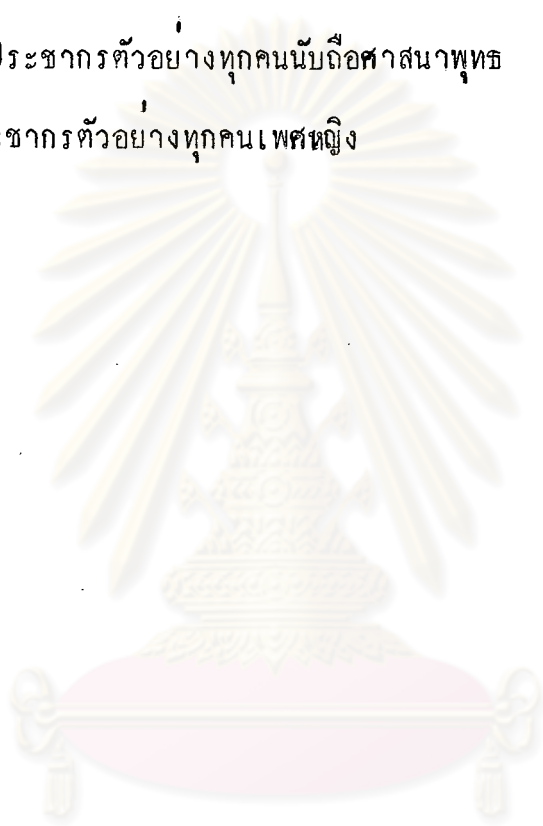 ประชากรตัวอย่างทุกคนนับถือศาสนาพุทธ
ะชากรตัวอย่างทุกคนเพศหญิง